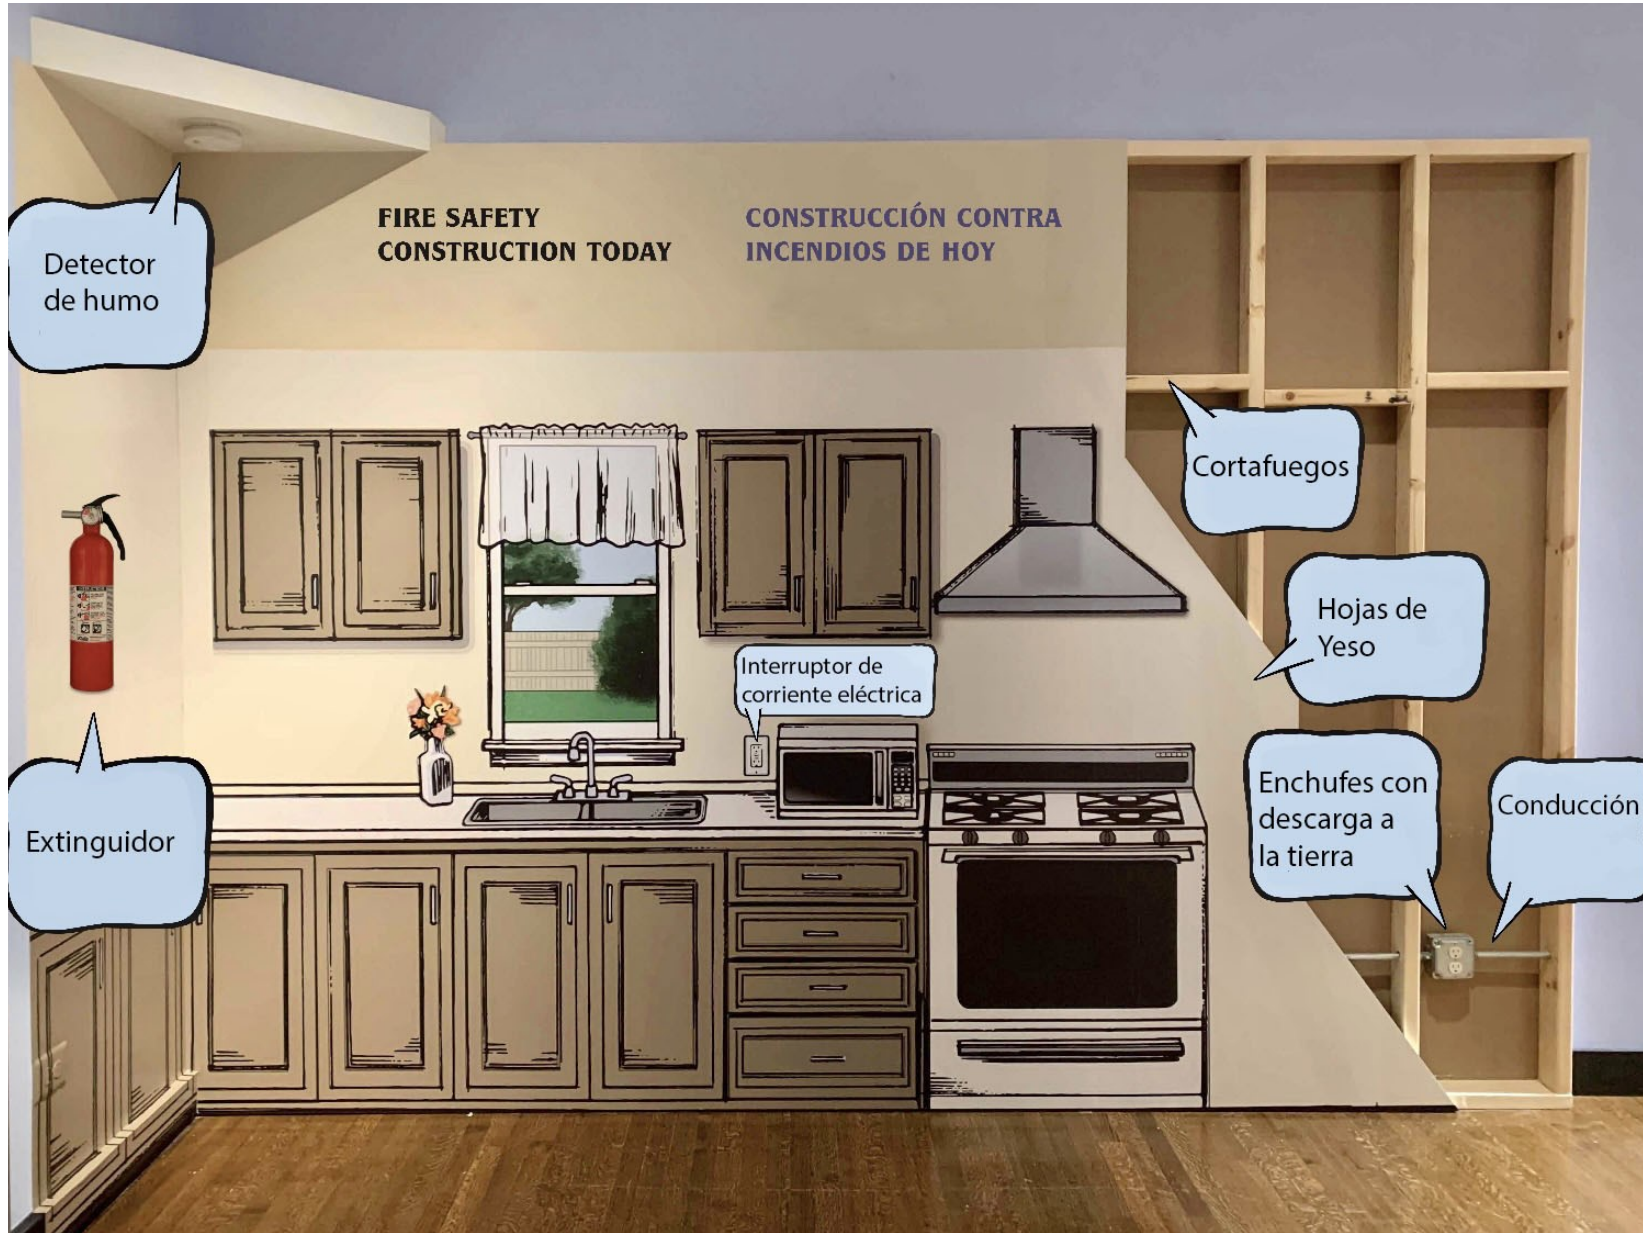 FIRE SAFETY
CONSTRUCTION TODAY
CONSTRUCCIÓN CONTRA
INCENDIOS DE HOY
Detector
de humo
Cortafuegos
Hojas de
Yeso
Interruptor de
corriente eléctrica
Extinguidor
Enchufes con
descarga a
la tierra
Conducción